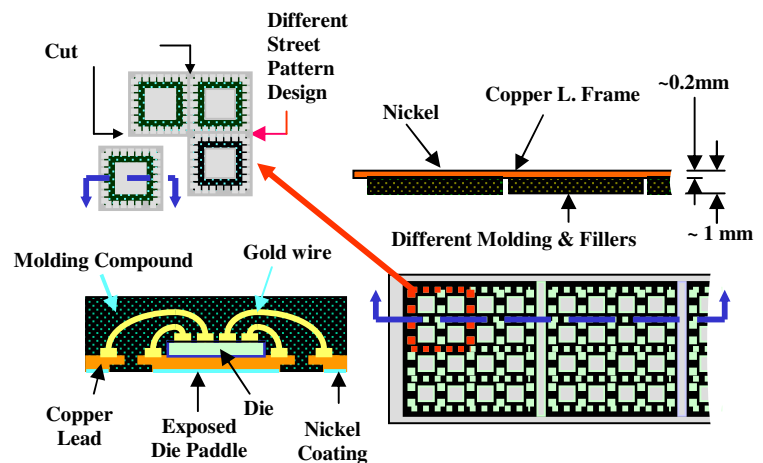 Different
Street
Pattern
Design
Cut
~0.2mm
Copper L. Frame
Nickel
~ 1 mm
Different Molding & Fillers
Gold wire
Molding Compound
Copper
Lead
Exposed
Die Paddle
Die
Nickel
Coating